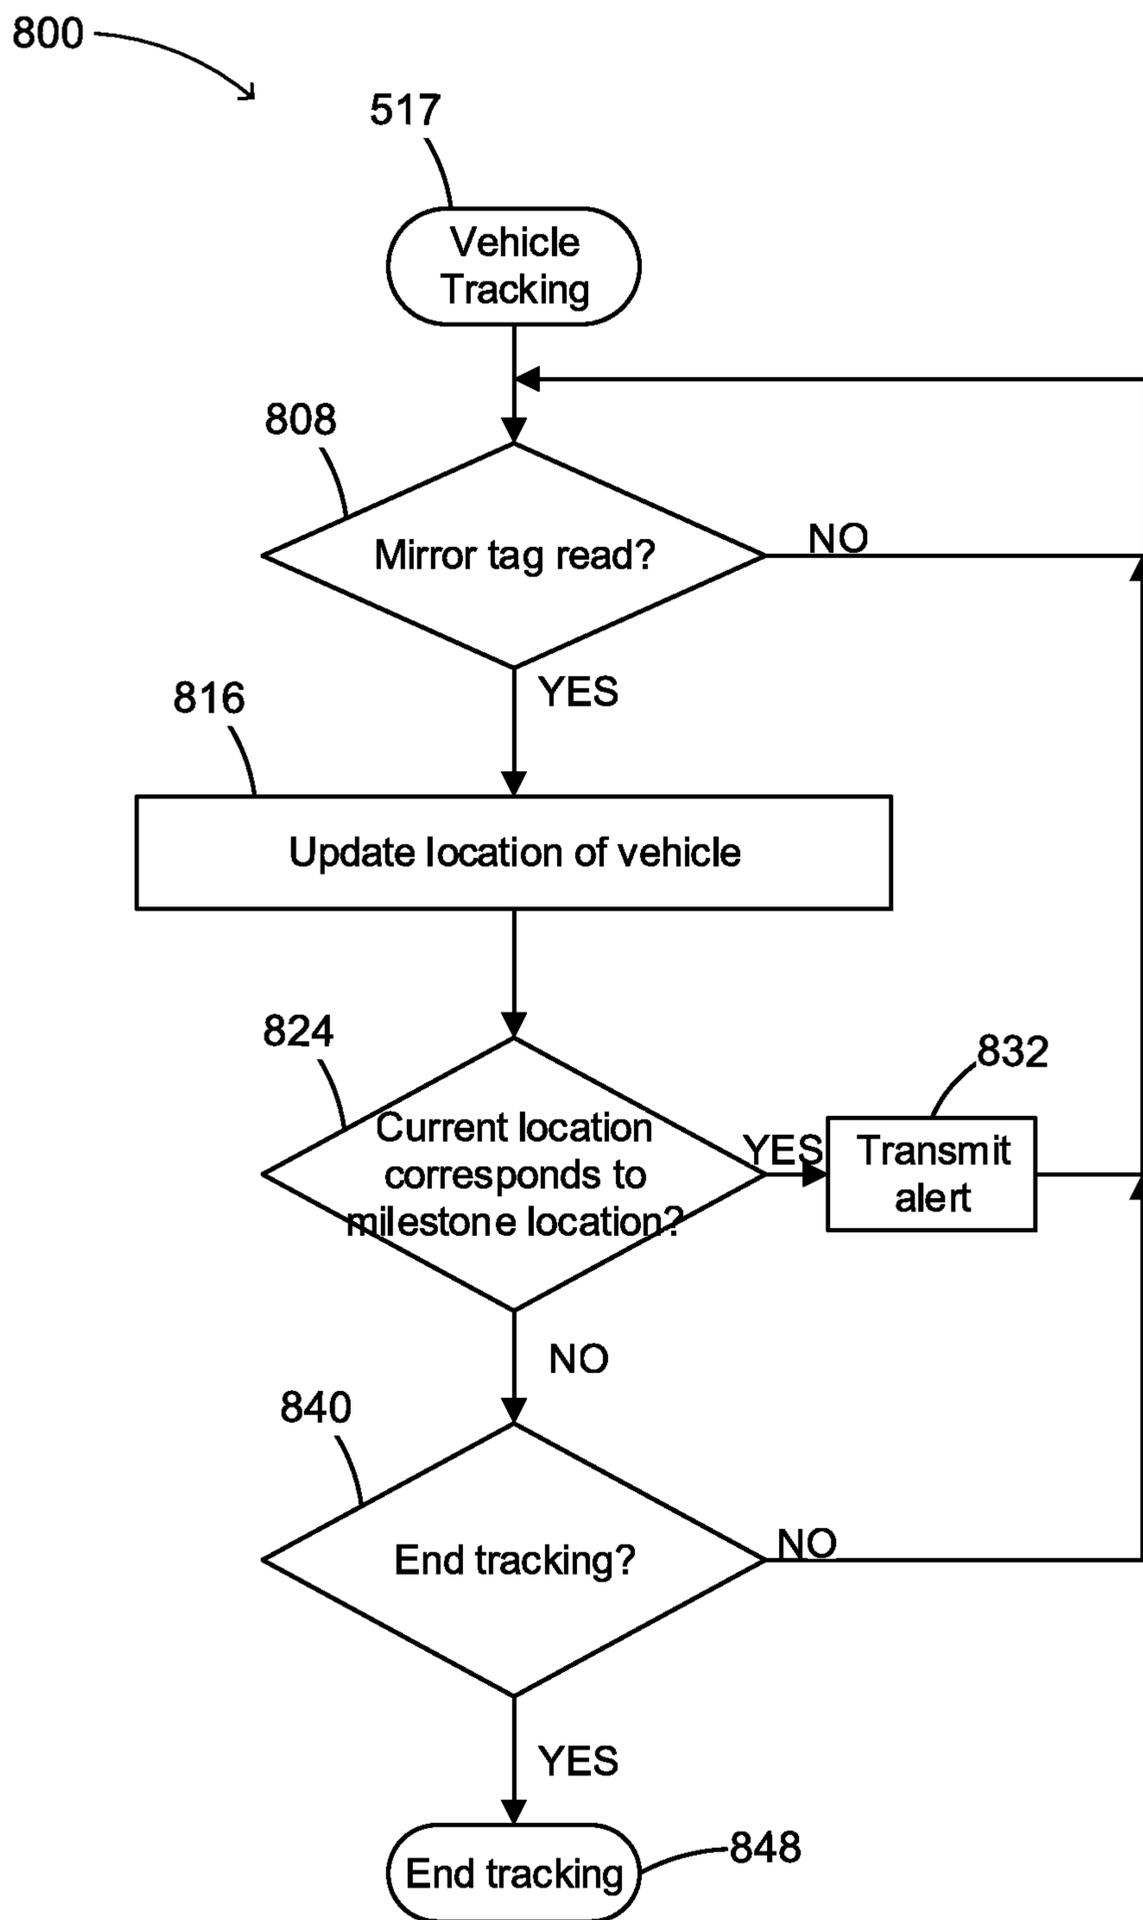 800
517
Vehicle
Tracking
808
Mirror tag read?
NO
YES
816
Update location of vehicle
824
832
Current location
corresponds to
milestone location?
YES
Transmit
alert
NO
840
End tracking?
NO
YES
End tracking
848